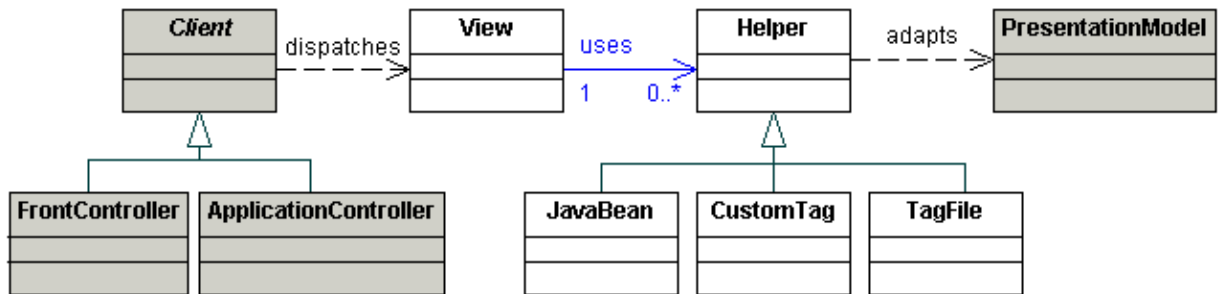 Client
View
Helper
PresentationModel
dispatches
uses
adapts
1
0..*
FrontController
ApplicationController
JavaBean
CustomTag
TagFile